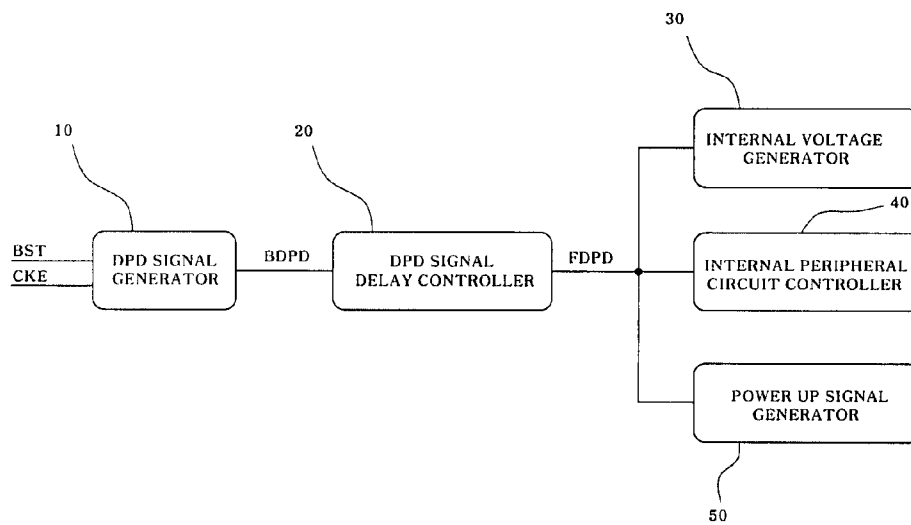 30
10
20
INTERNAL VOLTAGE
GENERATOR
40
BST
CKE
DPD SIGNAL
GENERATOR
BDPD
DPD SIGNAL
DELAY CONTROLLER
FDPD
INTERNAL PERIPHERAL
CIRCUIT CONTROLLER
POWER UP SIGNAL
GENERATOR
50